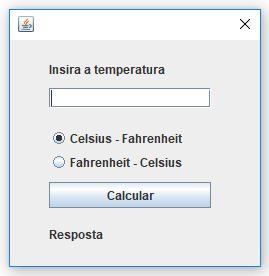 Insira a temperatura
Celsius - Fahrenheit
Fahrenheit - Celsius
Calcular
Resposta